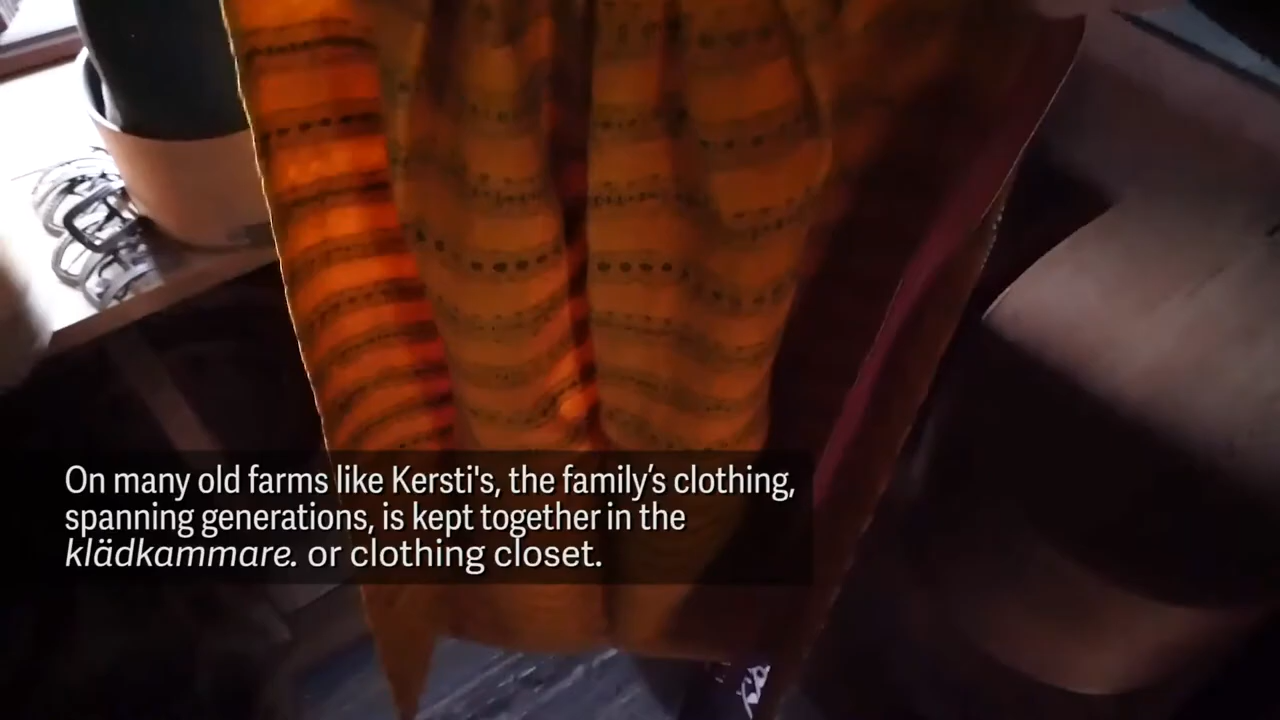 On many old farms like Kersti's, the family’s clothing,
spanning generations, is kept together in the
klädkammare. or clothing closet.